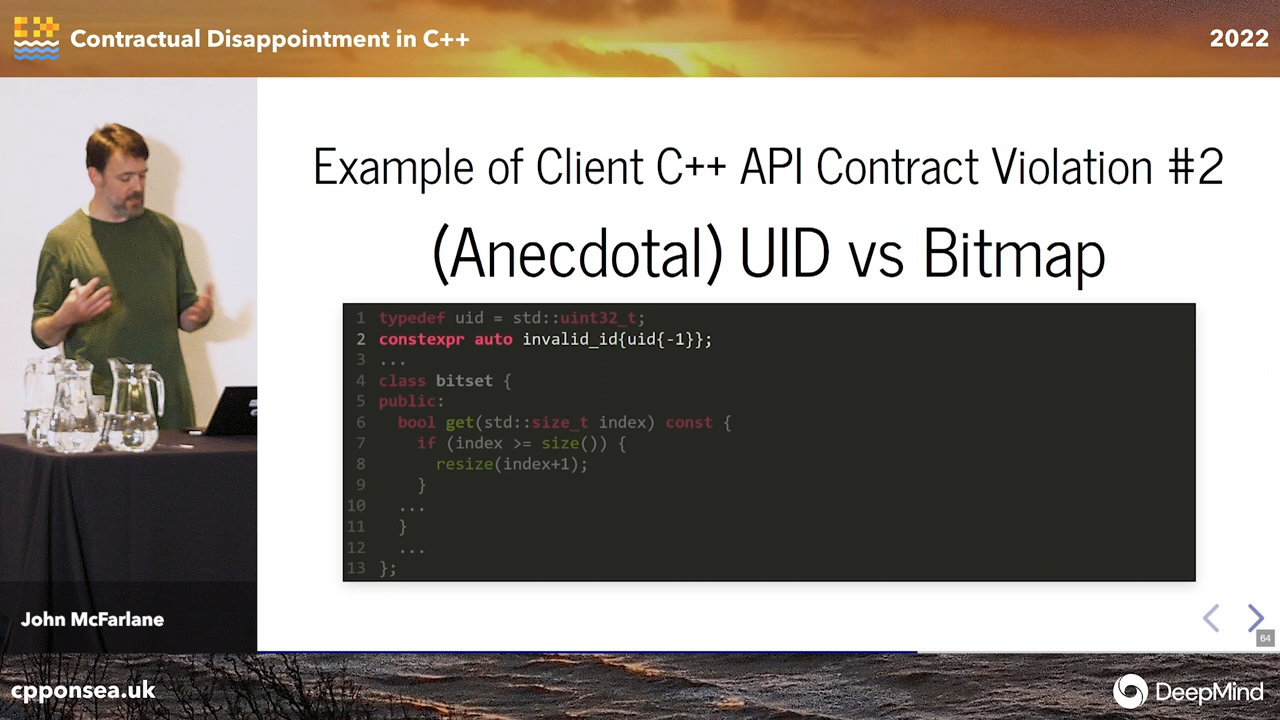 Contractual Disappointment in C++
2022
Example of Client C++ API Contract Violation #2
(Anecdotal) UID vs Bitmap
1 typedef uid = std::uint32_t;
2 constexpr auto invalid_id{uid{-1}};
3 ...
4 class bitset {
5 public:
6   bool get(std::size_t index) const {
7     if (index >= size()) {
8       resize(index+1);
9     }
10   ...
11   }
12   ...
13 };
64
John McFarlane
cpponsea.uk
DeepMind